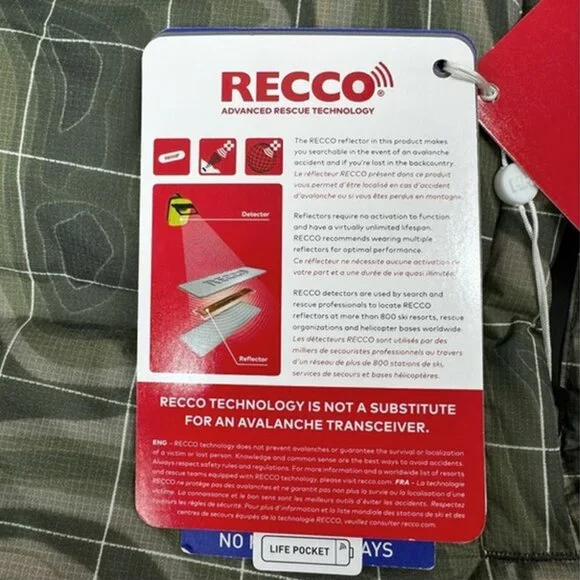 RECCO®
ADVANCED RESCUE TECHNOLOGY
The RECCO reflector in this product makes
you searchable in the event of an avalanche
accident and if you're lost in the backcountry.
Le réflecteur RECCO présent dans ce produit
vous permet d'être localisé en cas d'accident
d'avalanche ou si vous êtes perdus en montagne.
Detector
RECCO
Reflector
Reflectors require no activation to function
and have a virtually unlimited lifespan.
RECCO recommends wearing multiple
reflectors for optimal performance.
Ce réflecteur ne nécessite aucune activation de
votre part et a une durée de vie quasi illimitée.
RECCO detectors are used by search and
rescue professionals to locate RECCO
reflectors at more than 800 ski resorts, rescue
organizations and helicopter bases worldwide.
Les détecteurs RECCO sont utilisés par des
milliers de secouristes professionnels au travers
d'un réseau de plus de 800 stations de ski,
services de secours et bases hélicoptères.
RECCO TECHNOLOGY IS NOT A SUBSTITUTE
FOR AN AVALANCHE TRANSCEIVER.
ENG – RECCO technology does not prevent avalanches or guarantee the survival or localization
of a victim or lost person. Knowledge and common sense are the best ways to avoid accidents.
Always respect safety rules and regulations. For more information and a worldwide list of resorts
and rescue teams equipped with RECCO technology, please visit recco.com. FRA – La technologie
RECCO ne protège pas des avalanches et ne garantit pas non plus la survie ou la localisation d'une
victime. La connaissance et le bon sens sont les meilleurs outils d'éviter les accidents. Respectez
toujours les règles de sécurité. Pour plus d'information et la liste mondiale des stations de ski et des
centres de secours équipés de la technologie RECCO, veuillez consulter recco.com.
NO
AYS
LIFE POCKET